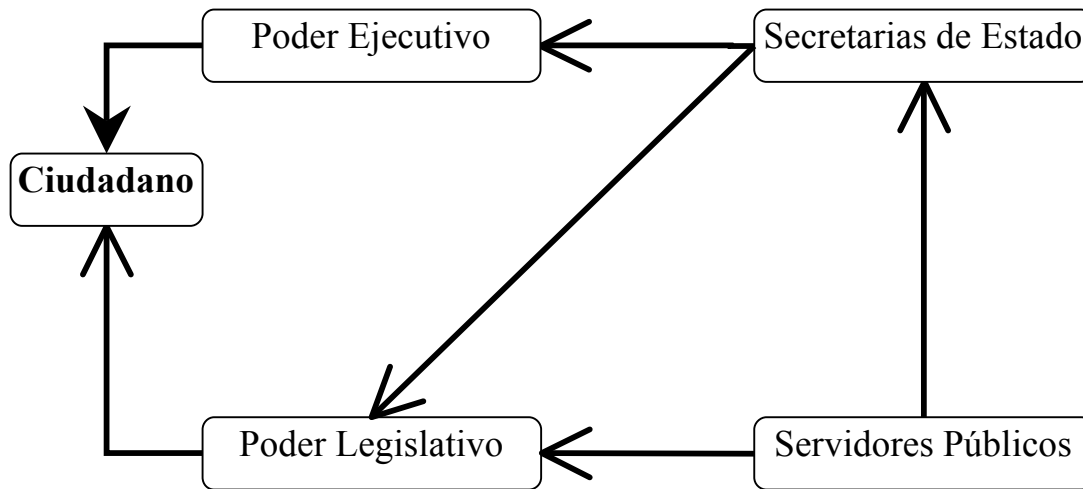 Poder Ejecutivo
Secretarias de Estado
Ciudadano
Poder Legislativo
Servidores Públicos